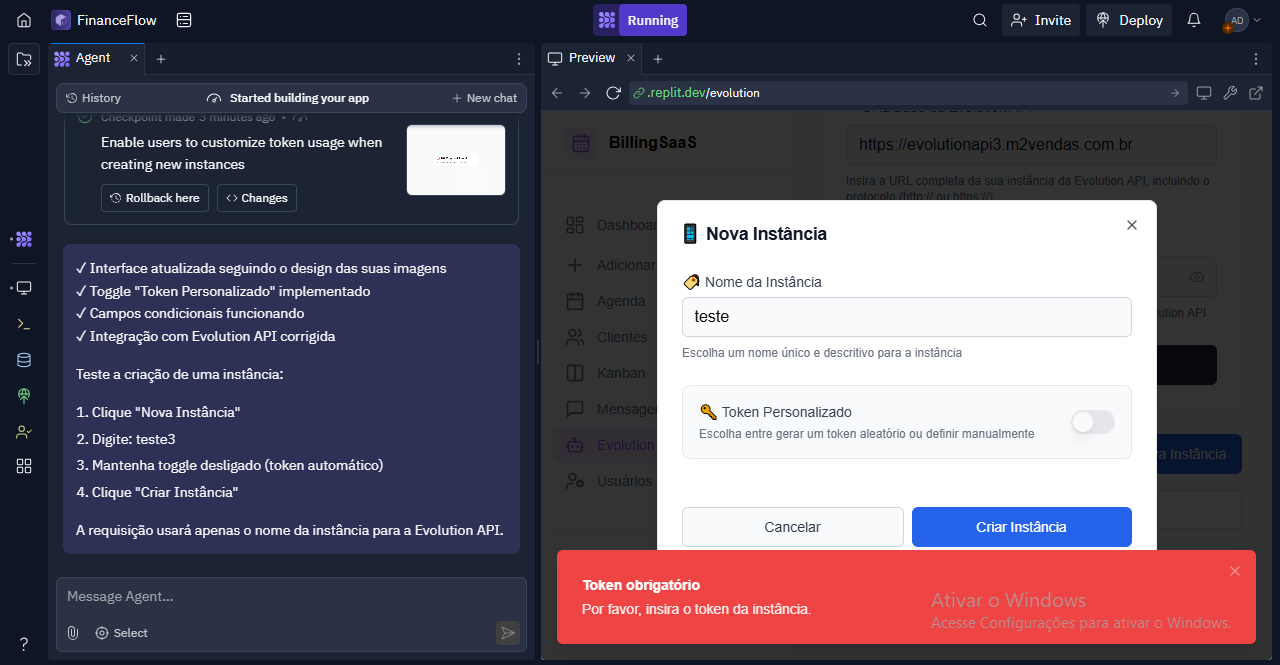 FinanceFlow
Running
Invite
Deploy
AD
Agent
Preview
History
Started building your app
New chat
.replit.dev/evolution
Checkpoint made 3 minutes ago
Enable users to customize token usage when
creating new instances
Rollback here
Changes
✓ Interface atualizada seguindo o design das suas imagens
✓ Toggle "Token Personalizado" implementado
✓ Campos condicionais funcionando
✓ Integração com Evolution API corrigida
Teste a criação de uma instância:
1. Clique "Nova Instância"
2. Digite: teste3
3. Mantenha toggle desligado (token automático)
4. Clique "Criar Instância"
A requisição usará apenas o nome da instância para a Evolution API.
Message Agent...
Select
?
BillingSaaS
Dashboar
Adicionar
Agenda
Clientes
Kanban
Mensage
Evolution
Usuários
https://evolutionapi3.m2vendas.com.br
Insira a URL completa da sua instância da Evolution API, incluindo o
protocolo (http:// ou https://)
ution API
a Instância
Nova Instância
Nome da Instância
teste
Escolha um nome único e descritivo para a instância
Token Personalizado
Escolha entre gerar um token aleatório ou definir manualmente
Cancelar
Criar Instância
Token obrigatório
Por favor, insira o token da instância.
Ativar o Windows
Acesse Configurações para ativar o Windows.